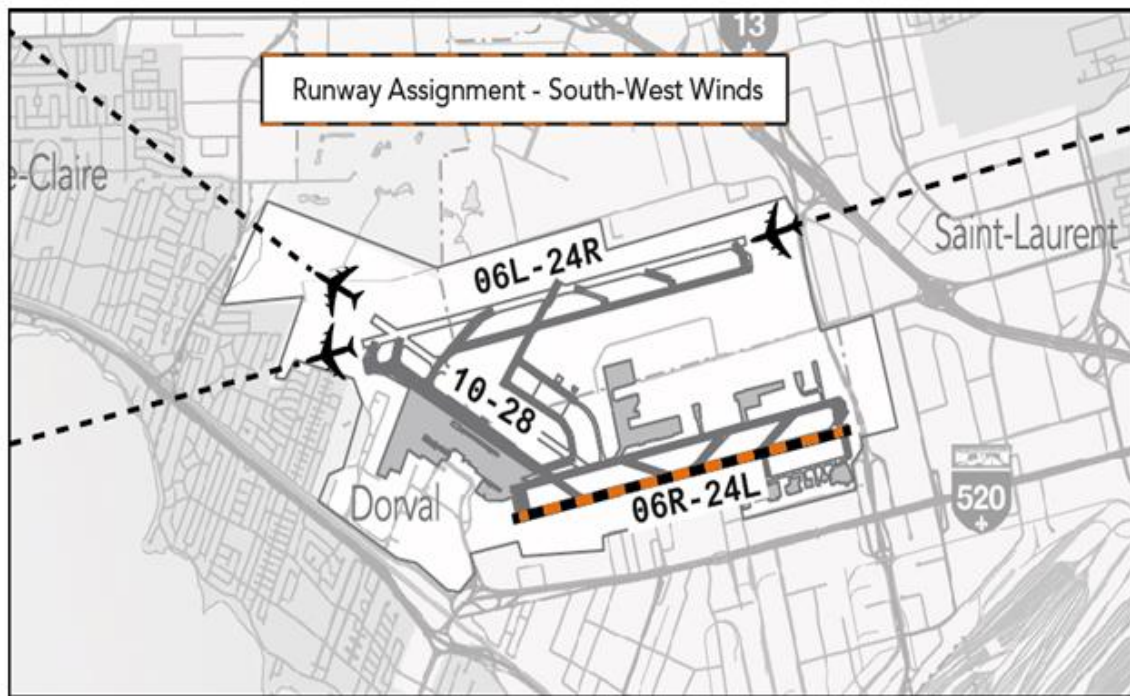 13
Runway Assignment - South-West Winds
e-Claire
Saint-Laurent
06L-24R
10-28
06R-24L
Dorval
520